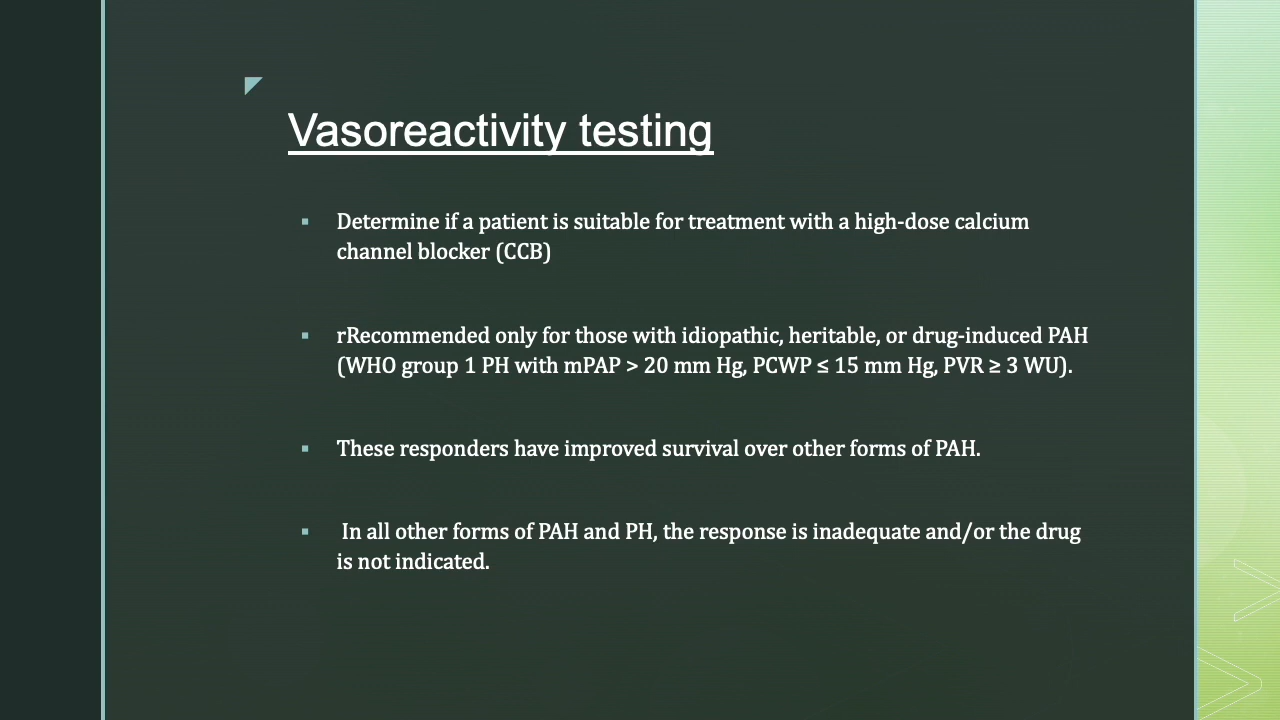 Vasoreactivity testing
▪ Determine if a patient is suitable for treatment with a high-dose calcium
channel blocker (CCB)
▪ rRecommended only for those with idiopathic, heritable, or drug-induced PAH
(WHO group 1 PH with mPAP > 20 mm Hg, PCWP ≤ 15 mm Hg, PVR ≥ 3 WU).
▪ These responders have improved survival over other forms of PAH.
▪ In all other forms of PAH and PH, the response is inadequate and/or the drug
is not indicated.